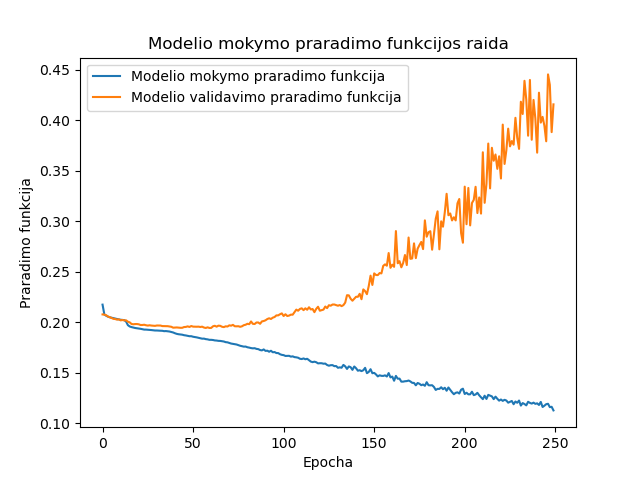 Modelio mokymo praradimo funkcijos raida
Modelio mokymo praradimo funkcija
Modelio validavimo praradimo funkcija
Praradimo funkcija
0.45
0.40
0.35
0.30
0.25
0.20
0.15
0.10
0
50
100
150
200
250
Epocha